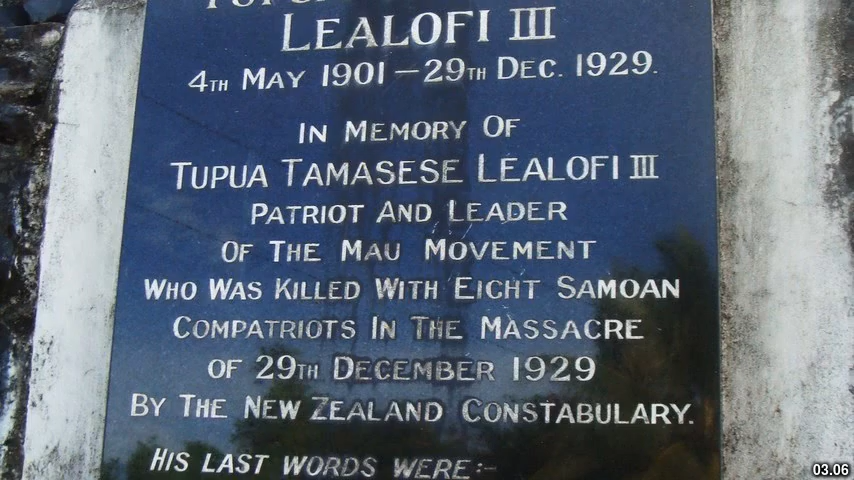 LEALOFI III
4TH MAY 1901 – 29TH DEC. 1929.
IN MEMORY OF
TUPUA TAMASESE LEALOFI III
PATRIOT AND LEADER
OF THE MAU MOVEMENT
WHO WAS KILLED WITH EIGHT SAMOAN
COMPATRIOTS IN THE MASSACRE
OF 29TH DECEMBER 1929
BY THE NEW ZEALAND CONSTABULARY.
HIS LAST WORDS WERE:-
03.06